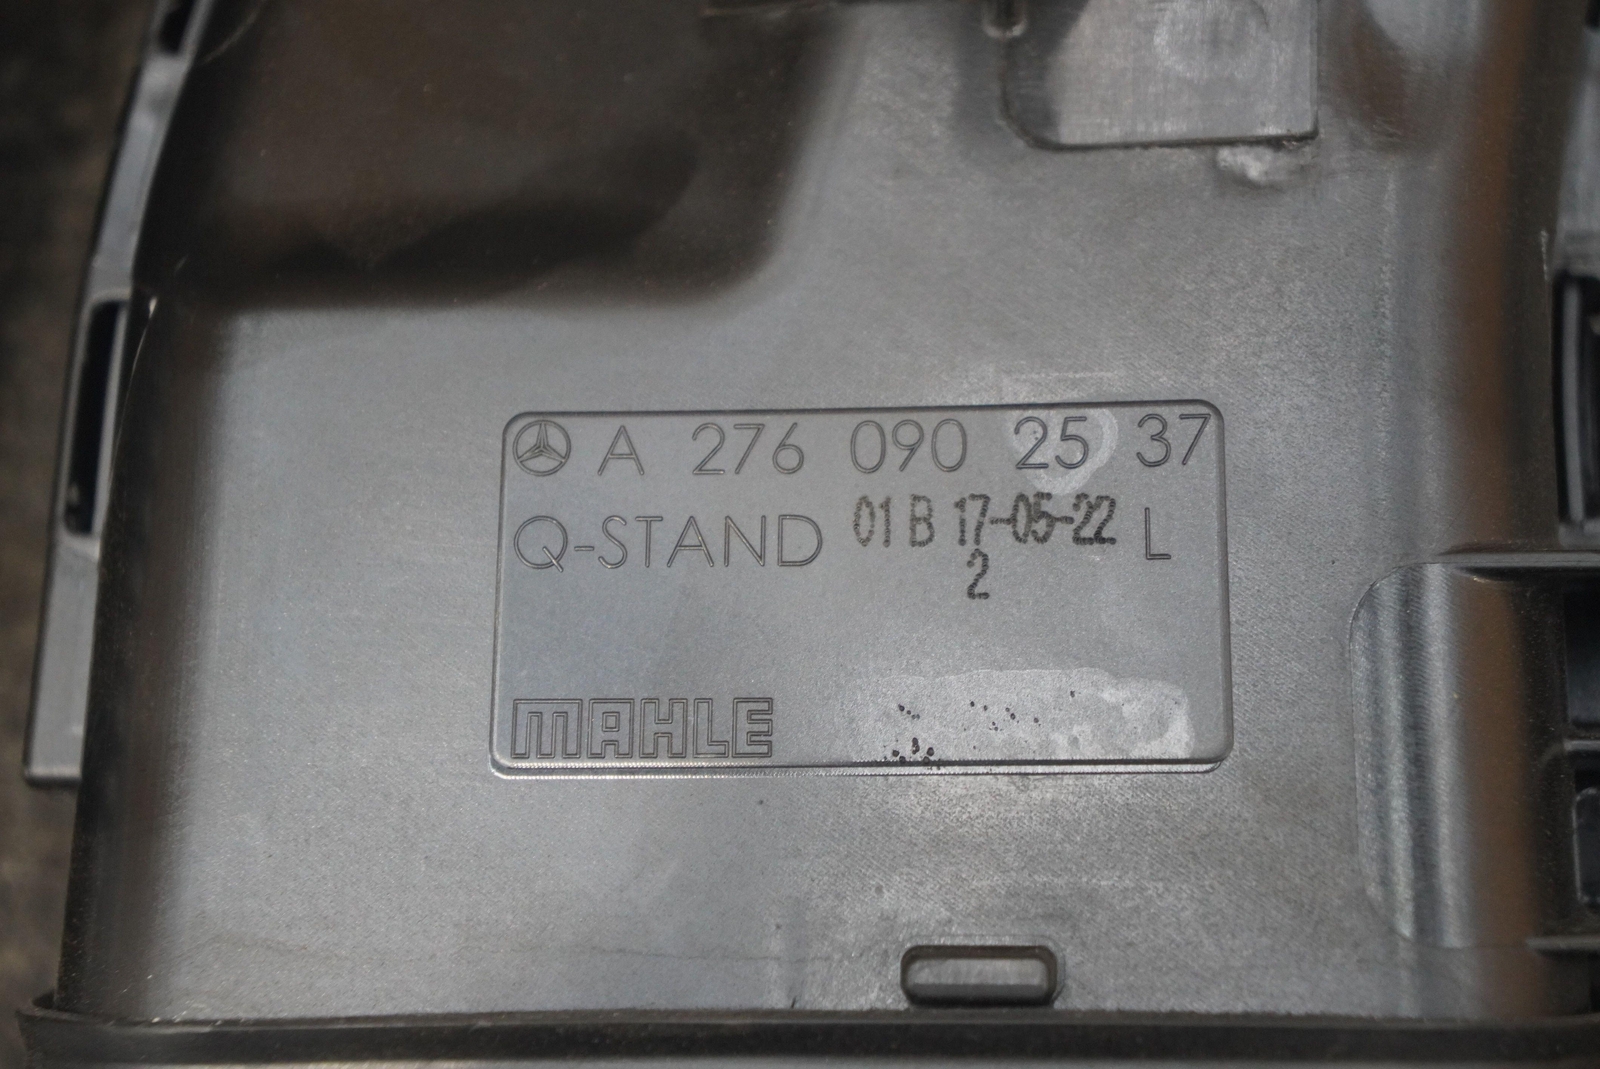 A 276 090 25 37
Q-STAND 01 B 17-05-22 L
2
MAHLE